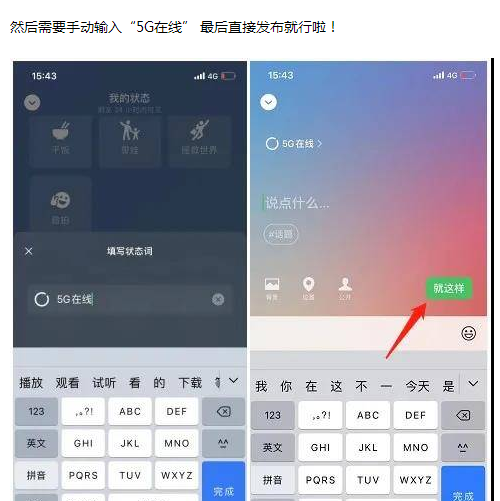 然后需要手动输入“5G在线” 最后直接发布就行啦！
15:43
4G
我的状态
干饭
带娃
拯救世界
自拍
填写状态词
5G在线
播放 观看 试听 看 的 下载
123
,。?!
ABC
DEF
英文
GHI
JKL
MNO
^^
拼音
PQRS
TUV
WXYZ
完成
15:43
4G
5G在线
说点什么...
#话题
背景
位置
公开
就这样
我 你 在 这 不 一 今天 是
123
,。?!
ABC
DEF
英文
GHI
JKL
MNO
^^
拼音
PQRS
TUV
WXYZ
完成